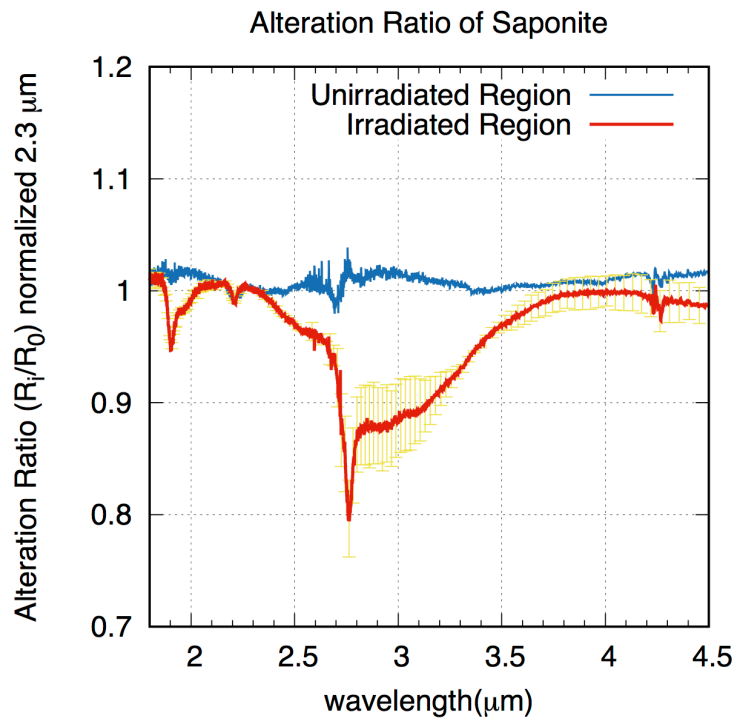 Alteration Ratio of Saponite
Alteration Ratio (Ri/R0) normalized 2.3 μm
1.2
1.1
1
0.9
0.8
0.7
Unirradiated Region
Irradiated Region
2
2.5
3
3.5
4
4.5
wavelength(μm)